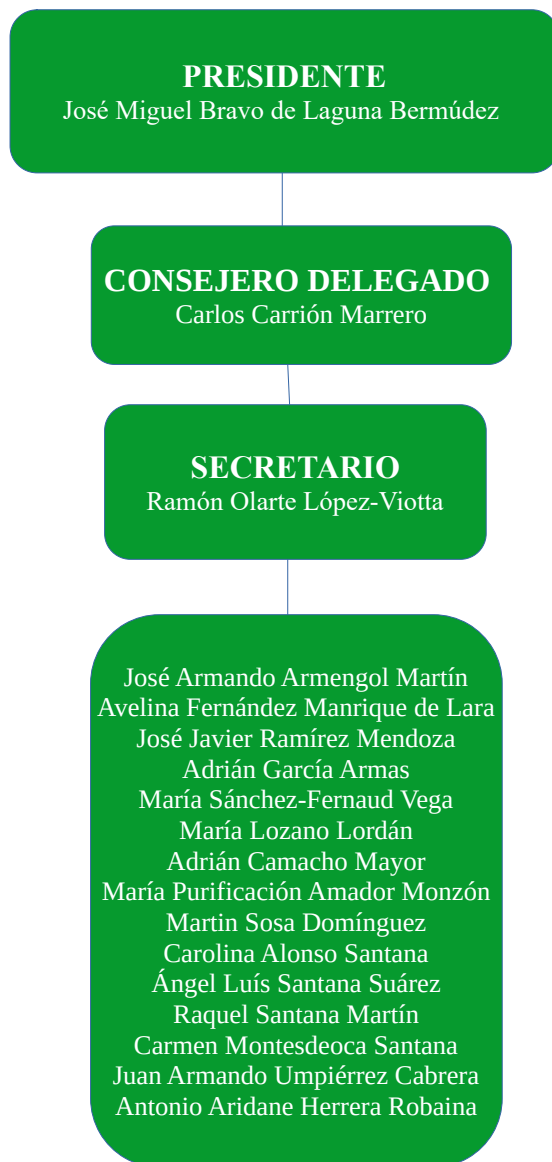 PRESIDENTE
José Miguel Bravo de Laguna Bermúdez
CONSEJERO DELEGADO
Carlos Carrión Marrero
SECRETARIO
Ramón Olarte López-Viotta
José Armando Armengol Martín
Avelina Fernández Manrique de Lara
José Javier Ramírez Mendoza
Adrián García Armas
María Sánchez-Fernaud Vega
María Lozano Lordán
Adrián Camacho Mayor
María Purificación Amador Monzón
Martin Sosa Domínguez
Carolina Alonso Santana
Ángel Luís Santana Suárez
Raquel Santana Martín
Carmen Montesdeoca Santana
Juan Armando Umpiérrez Cabrera
Antonio Aridane Herrera Robaina